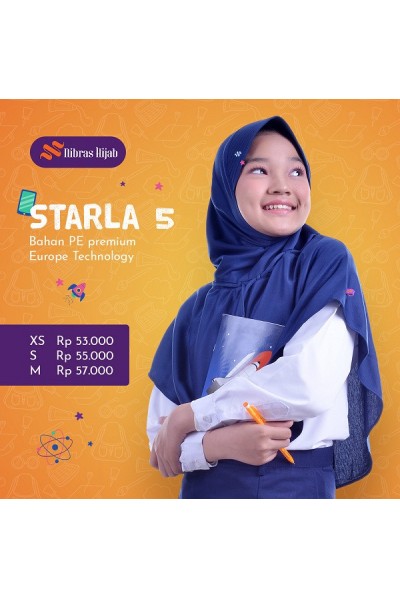 Nibras Hijab
STARLA 5
Bahan PE premium
Europe Technology
XS Rp 53.000
S Rp 55.000
M Rp 57.000